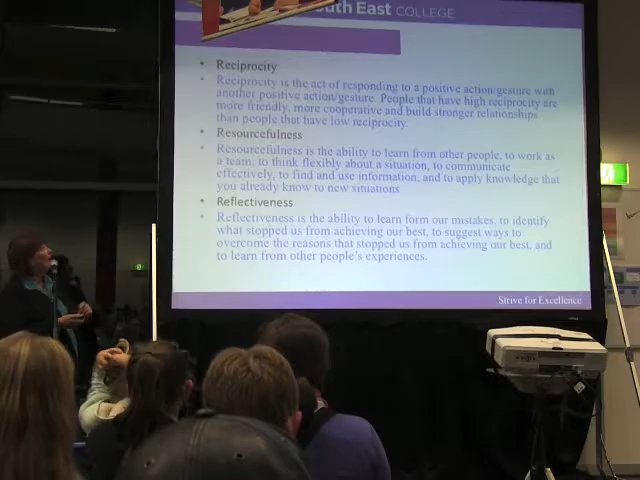 uth East COLLEGE
Reciprocity
Reciprocity is the act of responding to a positive action/gesture with
another positive action/gesture. People that have high reciprocity are
more friendly, more cooperative and build stronger relationships
than people that have low reciprocity.
Resourcefulness
Resourcefulness is the ability to learn from other people, to work as
a team, to think flexibly about a situation, to communicate
effectively, to find and use information, and to apply knowledge that
you already know to new situations
Reflectiveness
Reflectiveness is the ability to learn form our mistakes, to identify
what stopped us from achieving our best, to suggest ways to
overcome the reasons that stopped us from achieving our best, and
to learn from other people's experiences.
Strive for Excellence